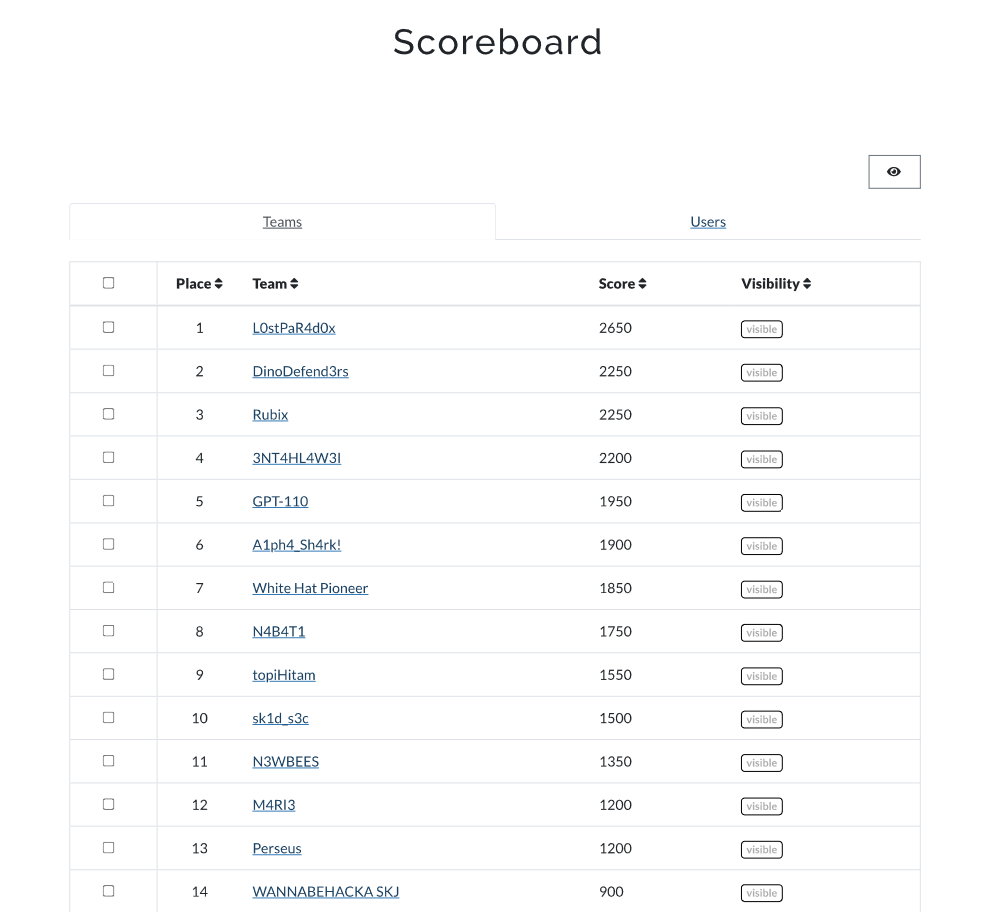 Scoreboard
Teams Users
Place Team Score Visibility
1 L0stPaR4d0x 2650 visible
2 DinoDefend3rs 2250 visible
3 Rubix 2250 visible
4 3NT4HL4W3I 2200 visible
5 GPT-110 1950 visible
6 A1ph4_Sh4rk! 1900 visible
7 White Hat Pioneer 1850 visible
8 N4B4T1 1750 visible
9 topiHitam 1550 visible
10 sk1d_s3c 1500 visible
11 N3WBEES 1350 visible
12 M4RI3 1200 visible
13 Perseus 1200 visible
14 WANNABEHACKA SKJ 900 visible